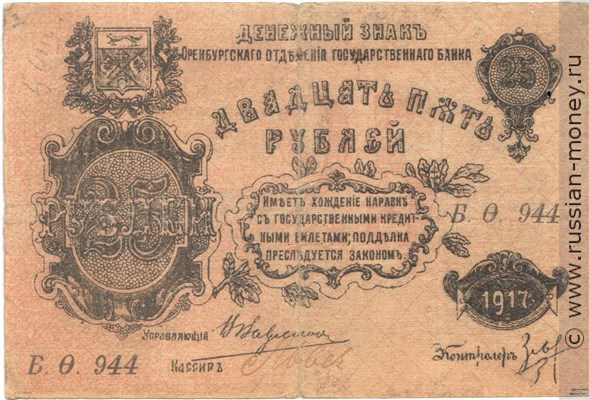 ДЕНЕЖНЫЙ ЗНАКЪ
ОРЕНБУРГСКАГО ОТДѢЛЕНІЯ ГОСУДАРСТВЕННАГО БАНКА
25
ДВАДЦАТЬ ПЯТЬ
РУБЛЕЙ
25
РУБЛЕЙ
ИМѢЕТЪ ХОЖДЕНІЕ НАРАВНѢ
СЪ ГОСУДАРСТВЕННЫМИ КРЕДИТ-
НЫМИ БИЛЕТАМИ; ПОДДѢЛКА
ПРЕСЛѢДУЕТСЯ ЗАКОНОМЪ.
Б. Ѳ. 944
1917 г.
УПРАВЛЯЮЩІЙ
Б. Ѳ. 944
КАССИРЪ
КОНТРОЛЕРЪ
© www.russian-money.ru